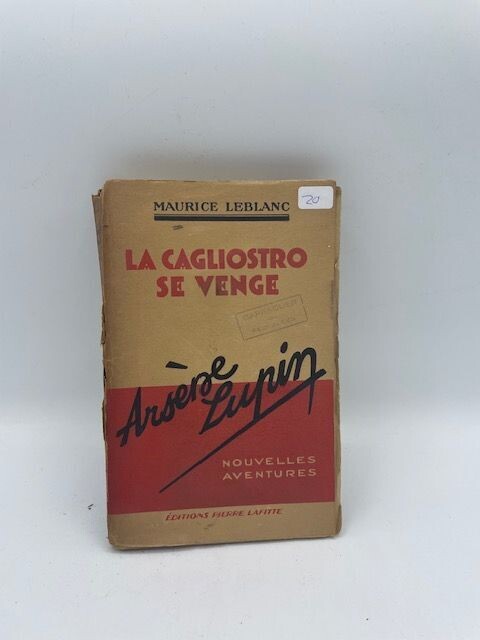 MAURICE LEBLANC
20
LA CAGLIOSTRO
SE VENGE
Arsène
Lupin
NOUVELLES
AVENTURES
ÉDITIONS PIERRE LAFITTE